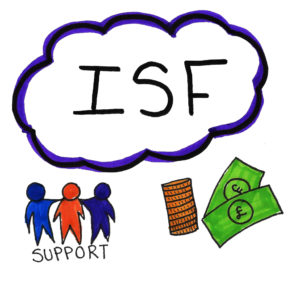 ISF
SUPPORT
£
£